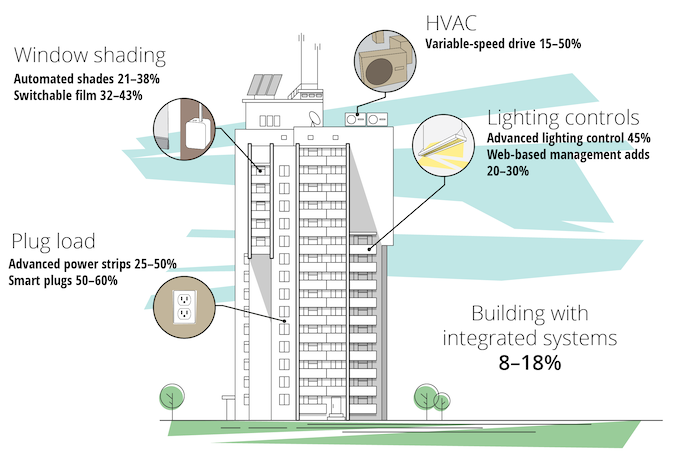 HVAC
Variable-speed drive 15–50%
Window shading
Automated shades 21–38%
Switchable film 32–43%
Lighting controls
Advanced lighting control 45%
Web-based management adds
20–30%
Plug load
Advanced power strips 25–50%
Smart plugs 50–60%
Building with
integrated systems
8–18%